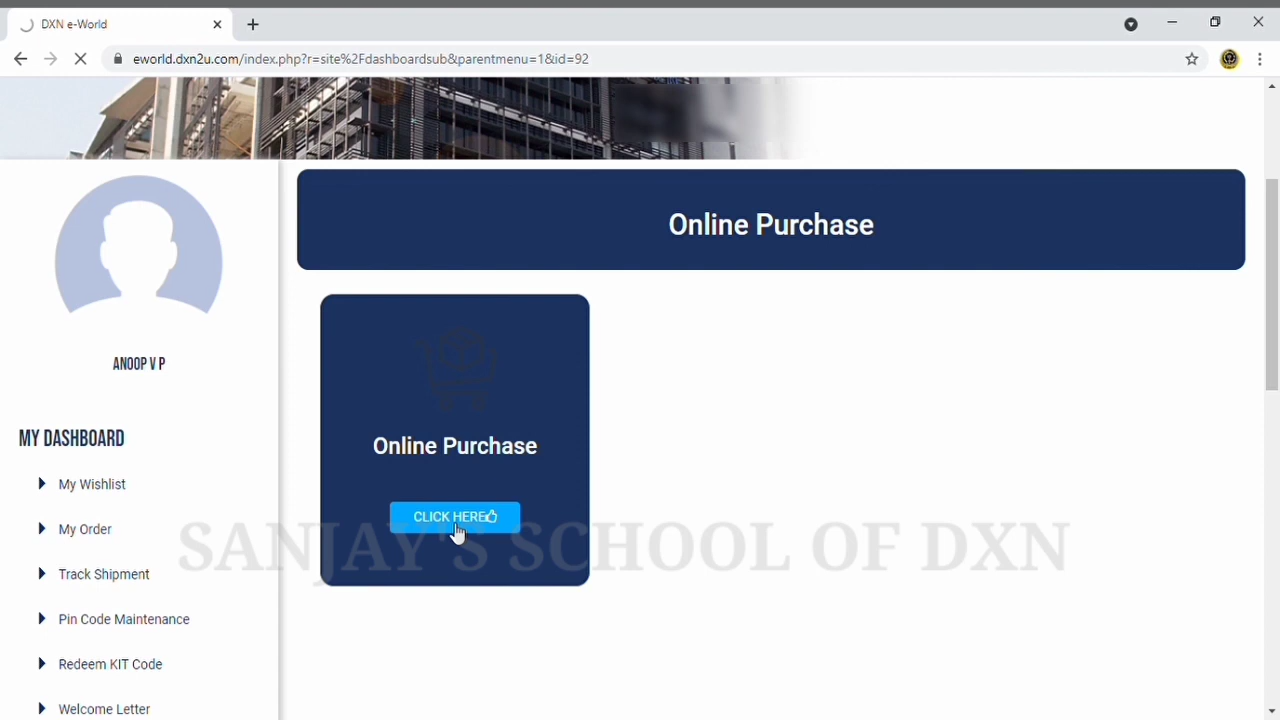 DXN e-World
eworld.dxn2u.com/index.php?r=site%2Fdashboardsub&parentmenu=1&id=92
Online Purchase
ANOOP V P
MY DASHBOARD
My Wishlist
My Order
Track Shipment
Pin Code Maintenance
Redeem KIT Code
Welcome Letter
Online Purchase
CLICK HERE
SANJAY'S SCHOOL OF DXN